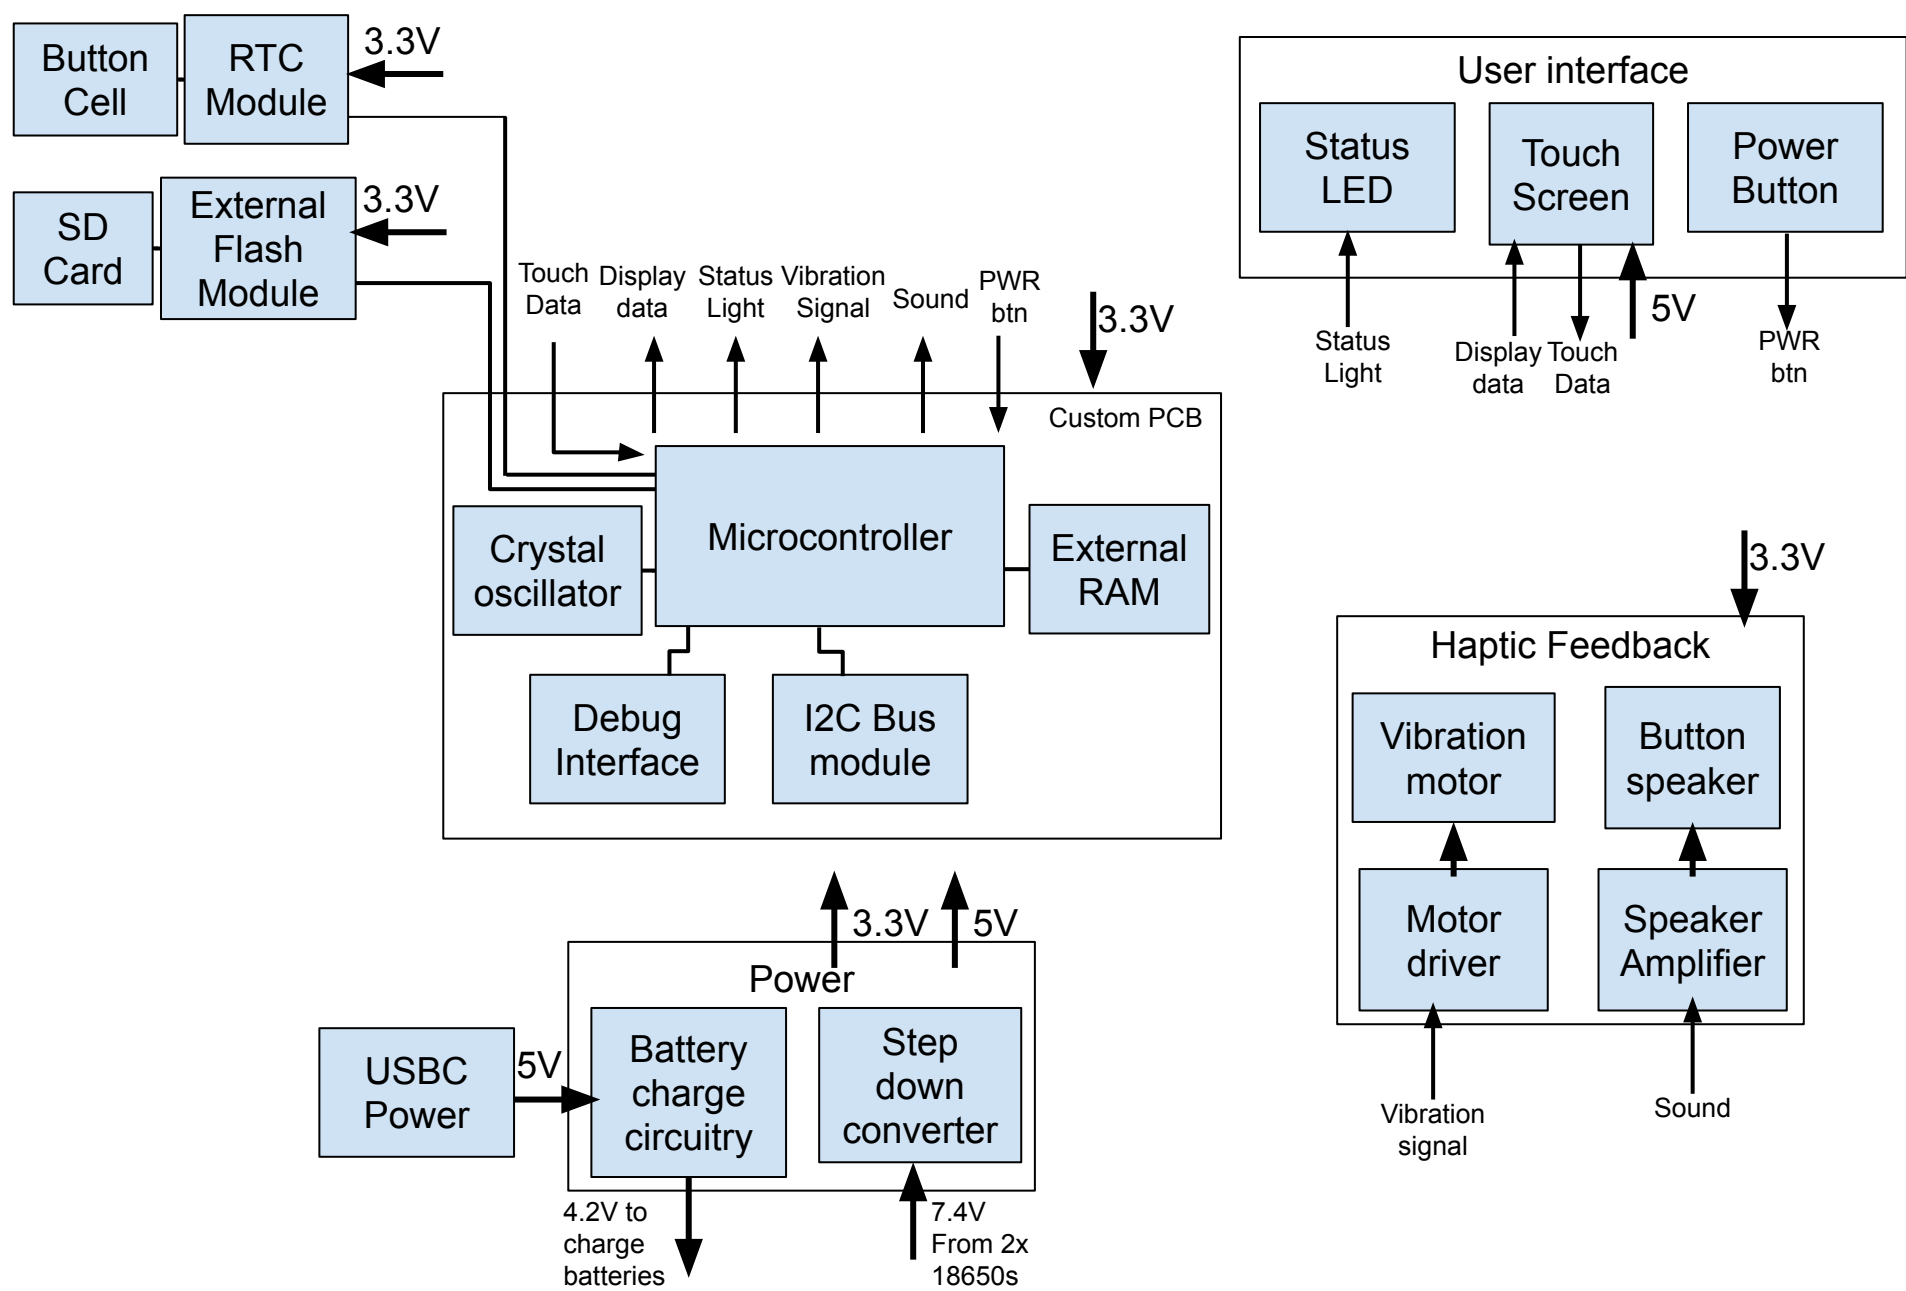 Button
Cell
RTC
Module
3.3V
SD
Card
External
Flash
Module
3.3V
Touch
Data
Display
data
Status
Light
Vibration
Signal
Sound
PWR
btn
3.3V
Custom PCB
Microcontroller
Crystal
oscillator
External
RAM
Debug
Interface
I2C Bus
module
User interface
Status
LED
Touch
Screen
Power
Button
Status
Light
Display
data
Touch
Data
5V
PWR
btn
3.3V
Haptic Feedback
Vibration
motor
Button
speaker
Motor
driver
Speaker
Amplifier
Vibration
signal
Sound
3.3V
5V
Power
USBC
Power
5V
Battery
charge
circuitry
Step
down
converter
4.2V to
charge
batteries
7.4V
From 2x
18650s